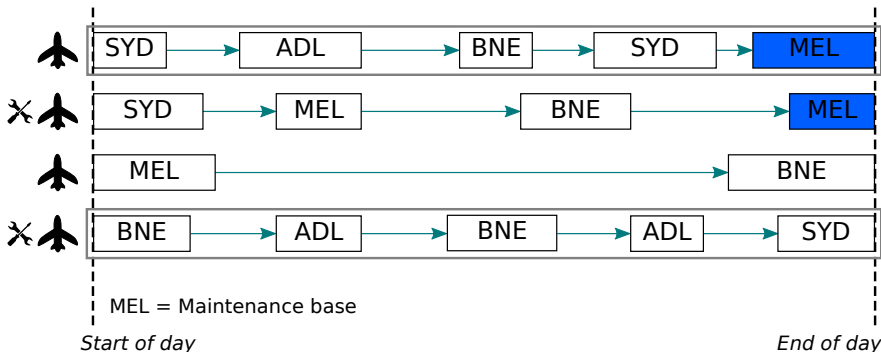 SYD ADL BNE SYD MEL
SYD MEL BNE MEL
MEL BNE
BNE ADL BNE ADL SYD
MEL = Maintenance base
Start of day End of day